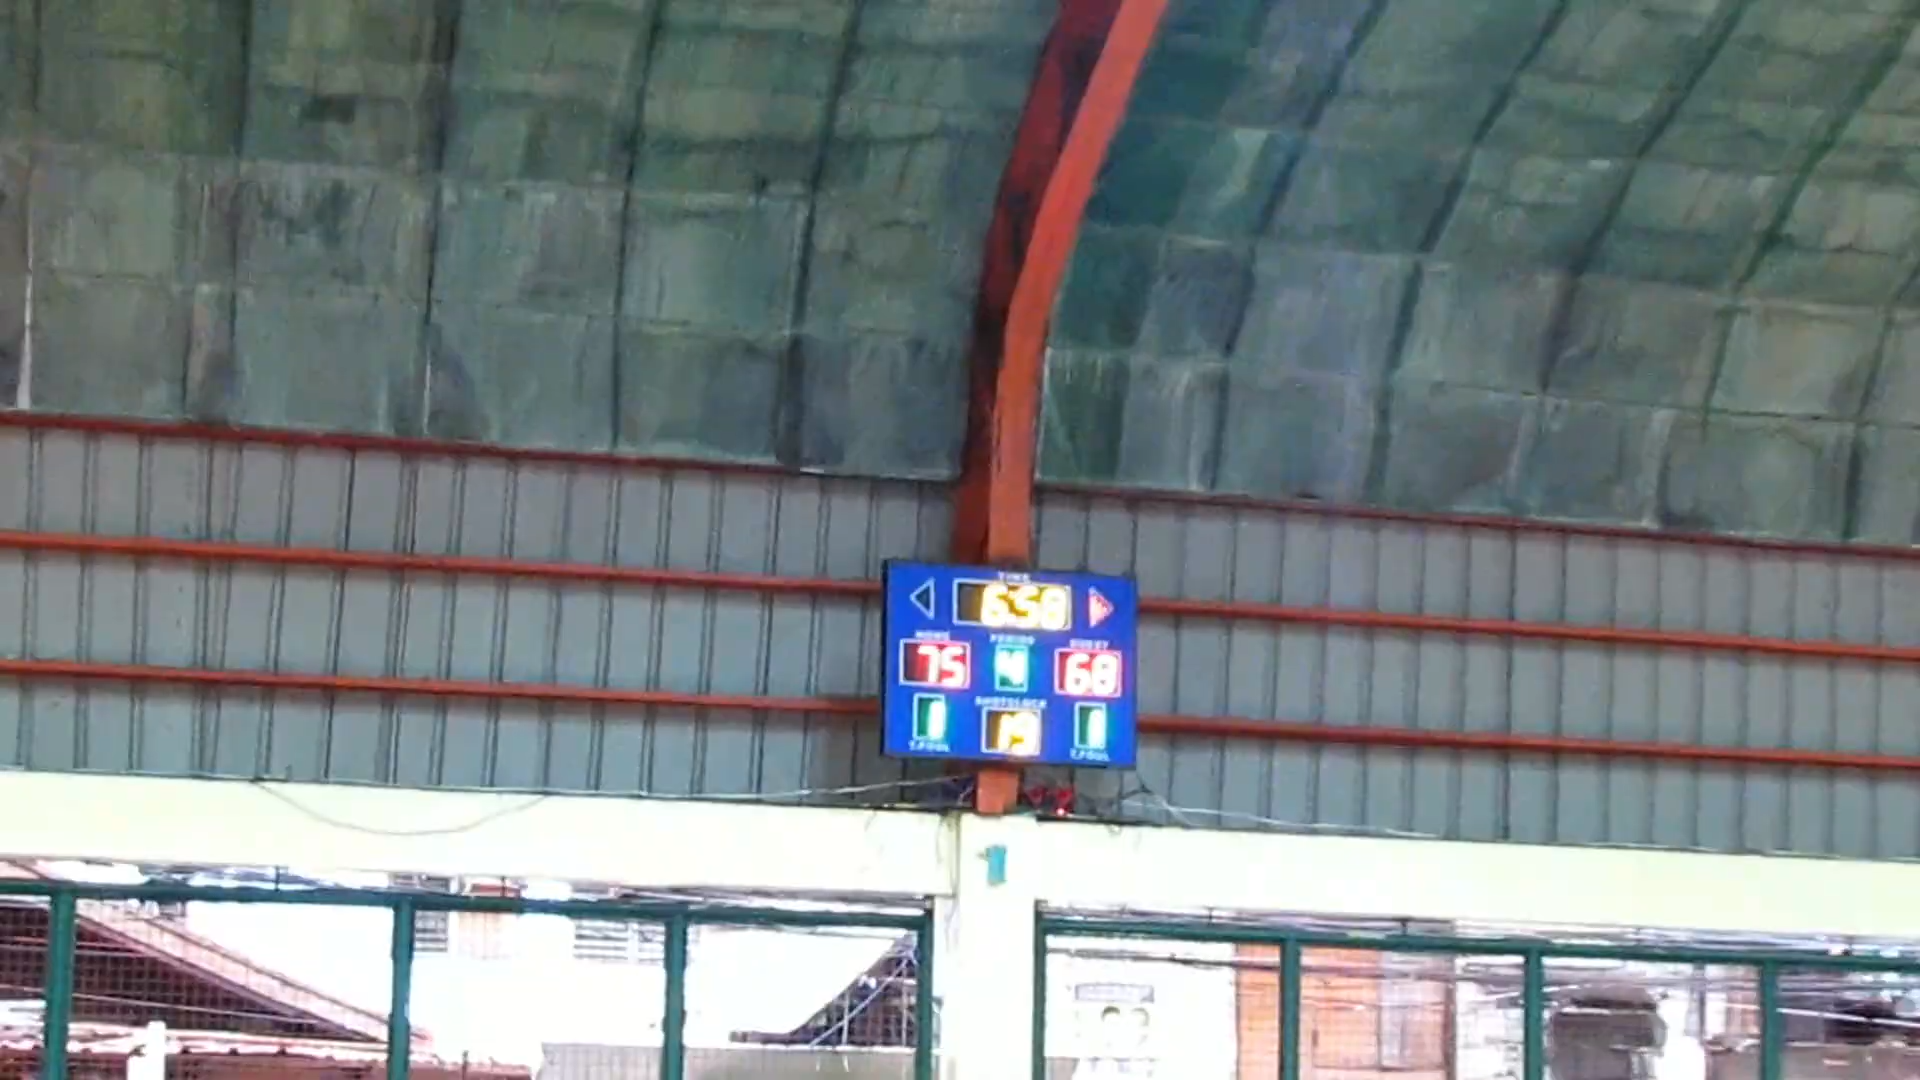 TIME
6:58
HOME PERIOD GUEST
75 4 68
SHOTCLOCK
1 19 1
T.FOUL T.FOUL